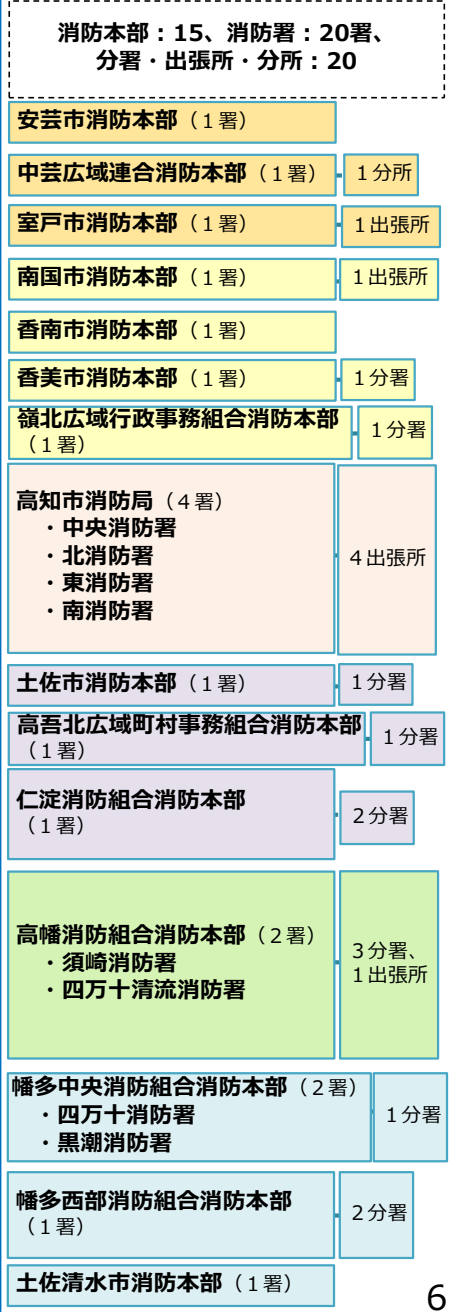 消防本部：15、消防署：20署、
分署・出張所・分所：20
安芸市消防本部（１署）
中芸広域連合消防本部（１署） １分所
室戸市消防本部（１署） １出張所
南国市消防本部（１署） １出張所
香南市消防本部（１署）
香美市消防本部（１署） １分署
嶺北広域行政事務組合消防本部
（１署） １分署
高知市消防局（４署）
・中央消防署
・北消防署
・東消防署
・南消防署
４出張所
土佐市消防本部（１署） １分署
高吾北広域町村事務組合消防本部
（１署） １分署
仁淀消防組合消防本部
（１署） ２分署
高幡消防組合消防本部（２署）
・須崎消防署
・四万十清流消防署
３分署、
１出張所
幡多中央消防組合消防本部（２署）
・四万十消防署
・黒潮消防署
１分署
幡多西部消防組合消防本部
（１署） ２分署
土佐清水市消防本部（１署）
6